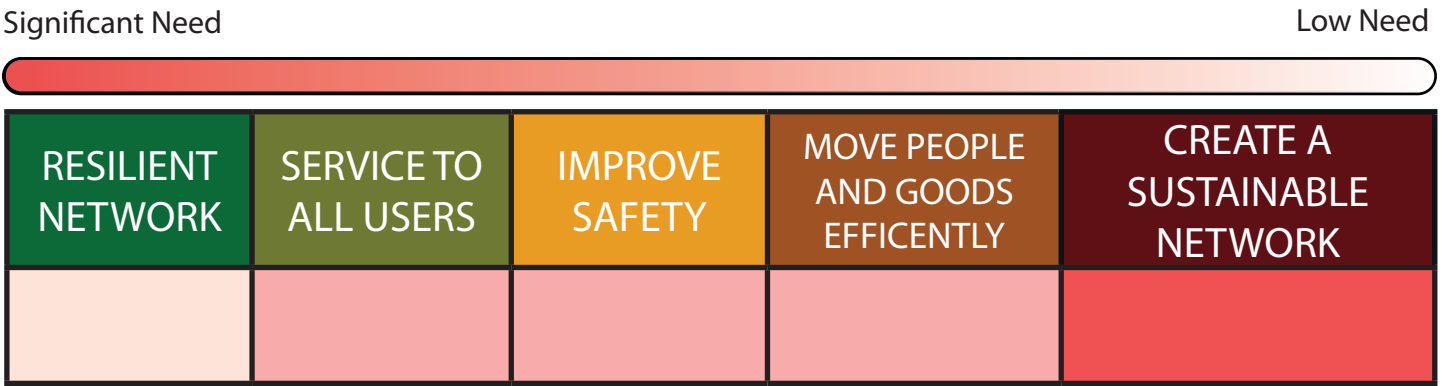 Significant Need
Low Need
RESILIENT
NETWORK
SERVICE TO
ALL USERS
IMPROVE
SAFETY
MOVE PEOPLE
AND GOODS
EFFICENTLY
CREATE A
SUSTAINABLE
NETWORK